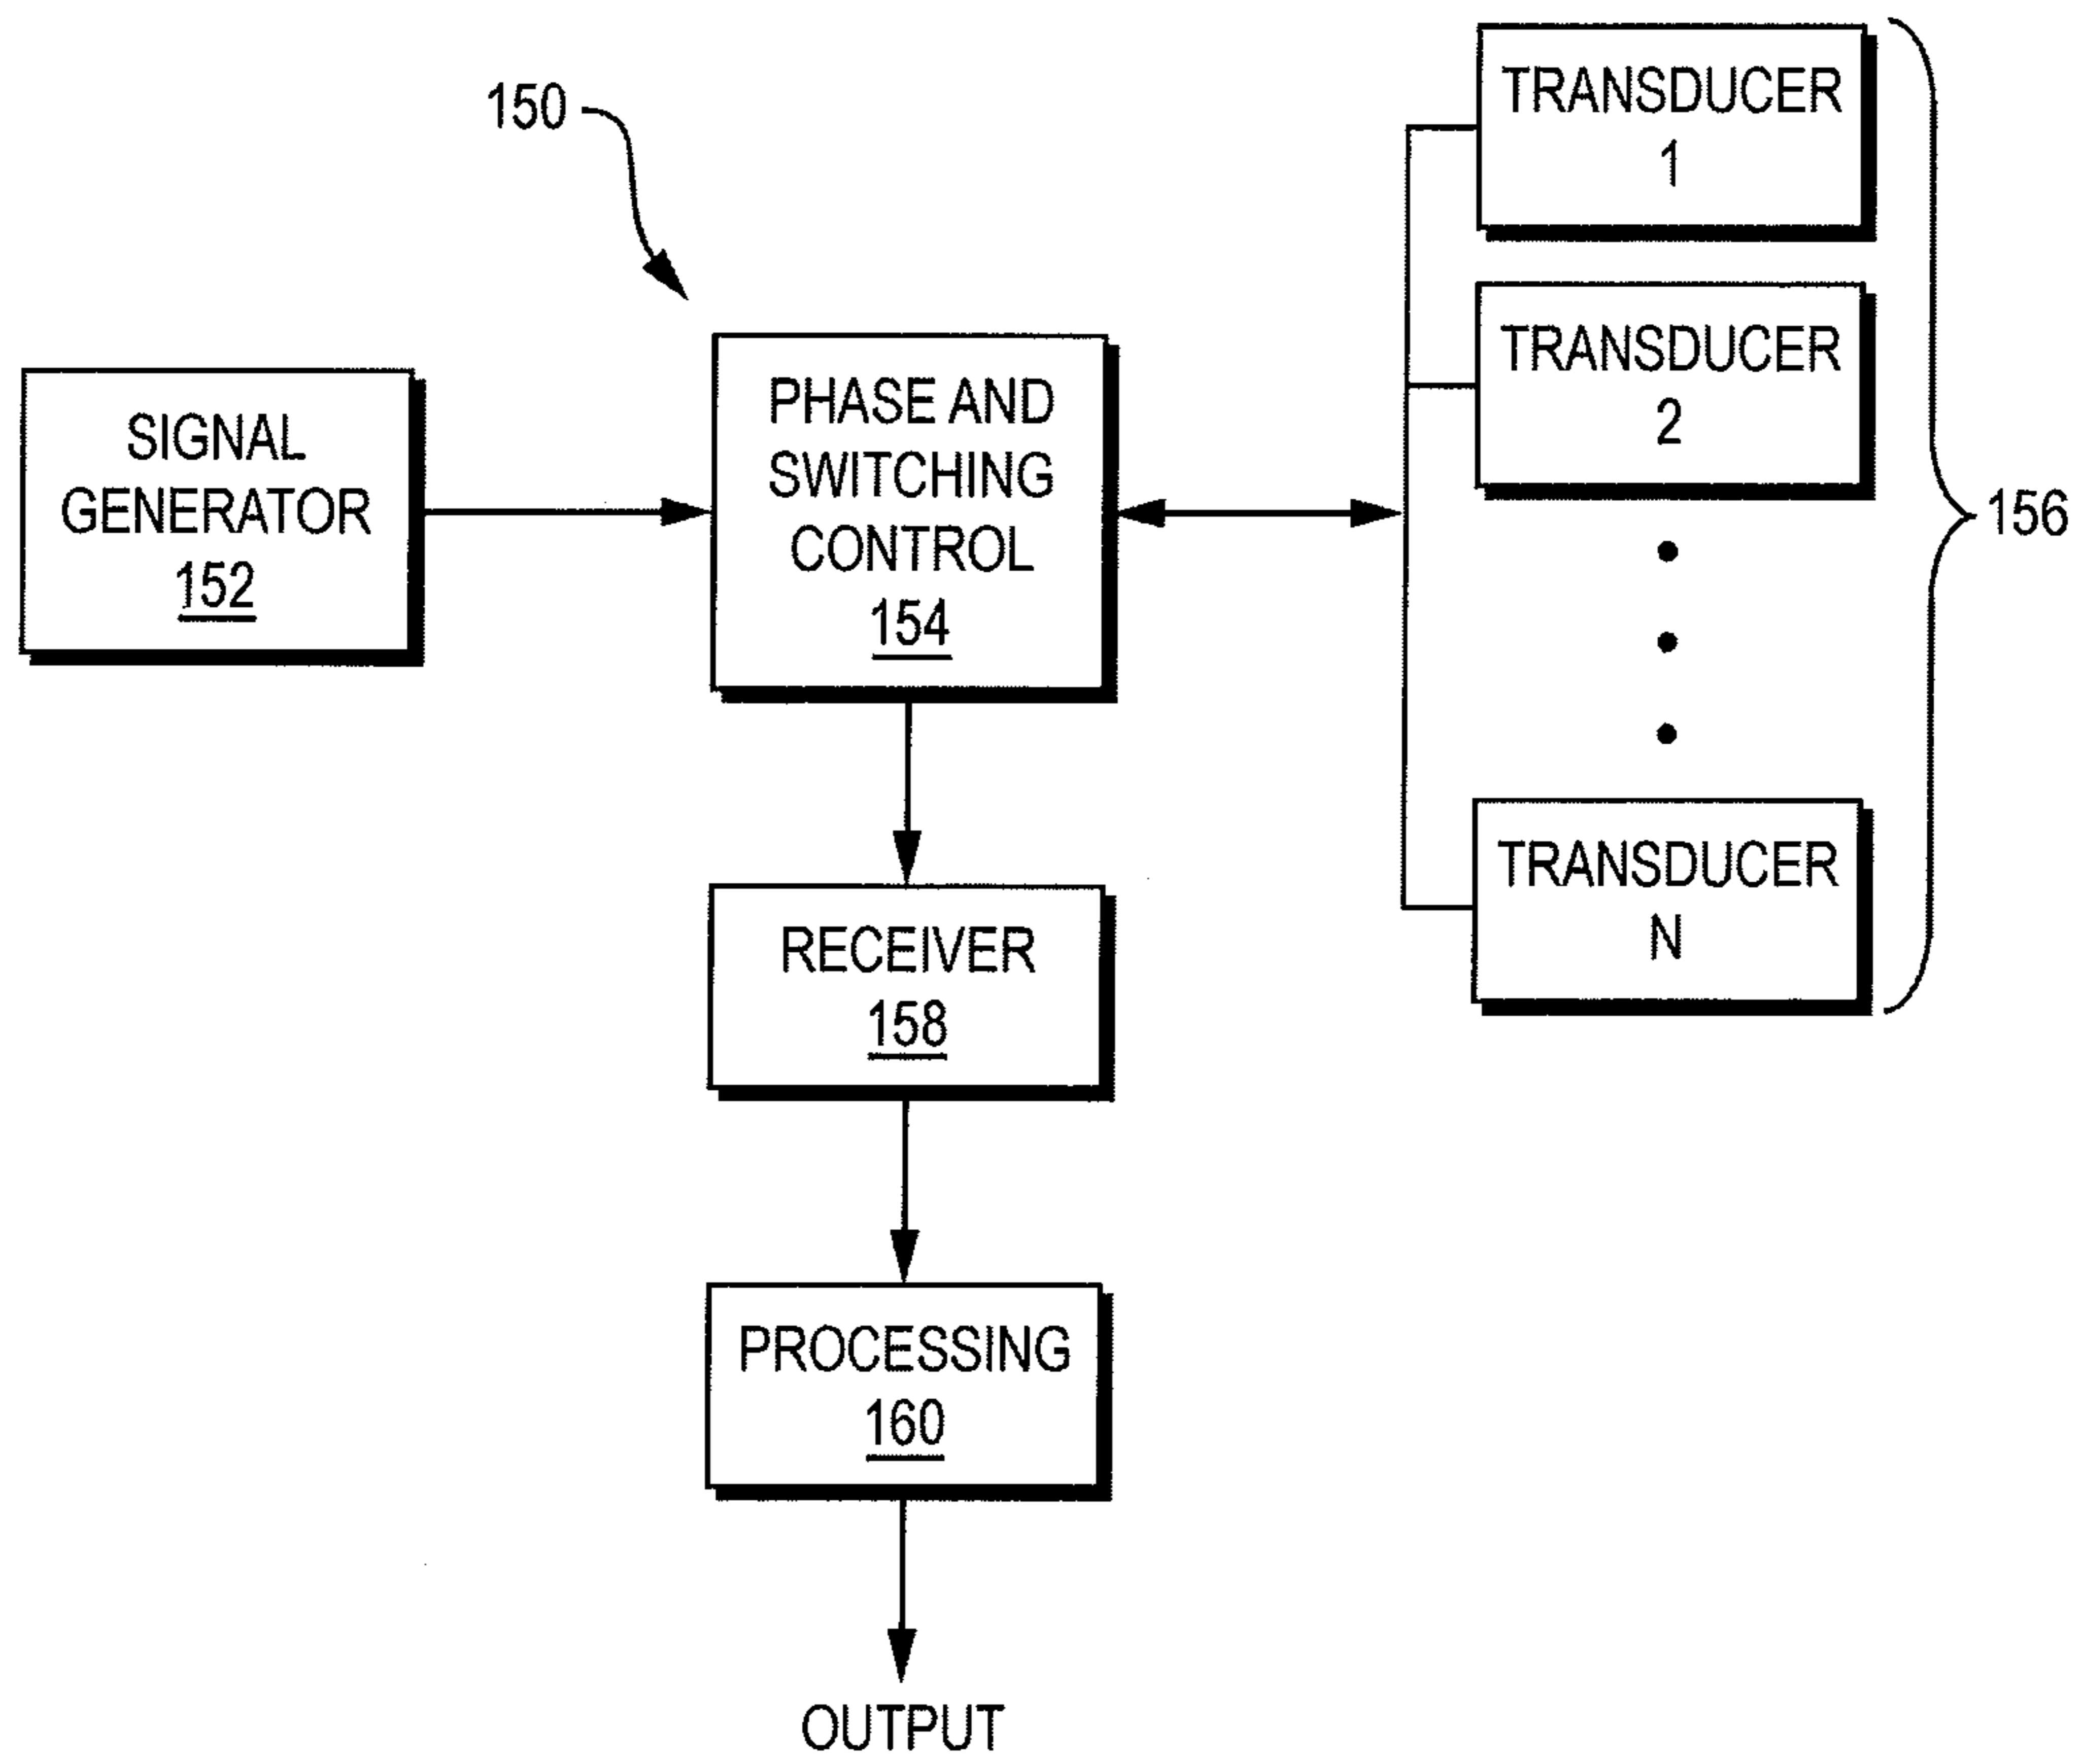 150
SIGNAL
GENERATOR
152
PHASE AND
SWITCHING
CONTROL
154
TRANSDUCER
1
TRANSDUCER
2
TRANSDUCER
N
156
RECEIVER
158
PROCESSING
160
OUTPUT